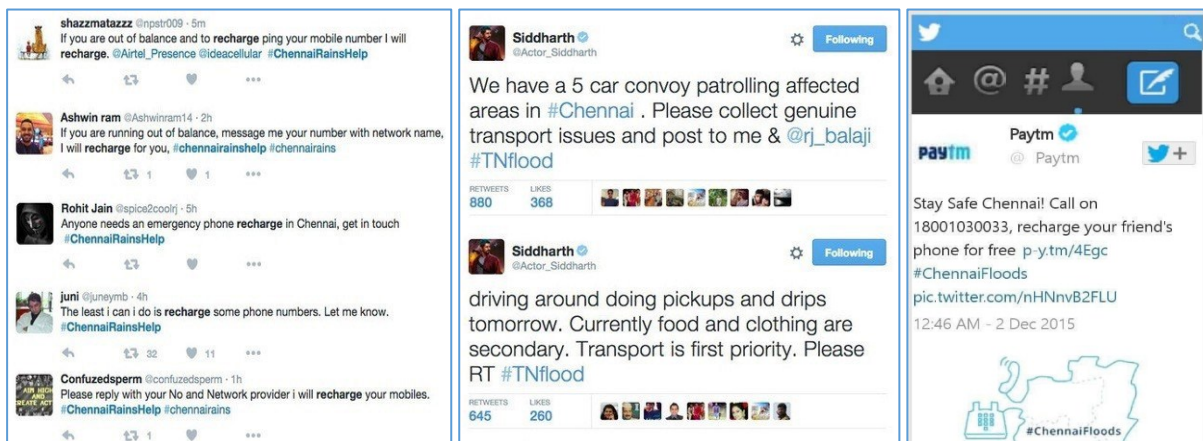 shazzmatazzz @npstr009 · 5m
If you are out of balance and to recharge ping your mobile number I will
recharge. @Airtel_Presence @ideacellular #ChennaiRainsHelp
Ashwin ram @Ashwinram14 · 2h
If you are running out of balance, message me your number with network name,
I will recharge for you, #chennairainshelp #chennairains
1 1
Rohit Jain @spice2coolrj · 5h
Anyone needs an emergency phone recharge in Chennai, get in touch
#ChennaiRainsHelp
juni @juneymb · 4h
The least i can i do is recharge some phone numbers. Let me know.
#ChennaiRainsHelp
32 11
AIM HIGH
AND
CREATE ACT
Confuzedsperm @confuzedsperm · 1h
Please reply with your No and Network provider i will recharge your mobiles.
#ChennaiRainsHelp #chennairains
1
Siddharth
@Actor_Siddharth
Following
We have a 5 car convoy patrolling affected
areas in #Chennai . Please collect genuine
transport issues and post to me & @rj_balaji
#TNflood
RETWEETS LIKES
880 368
Siddharth
@Actor_Siddharth
Following
driving around doing pickups and drips
tomorrow. Currently food and clothing are
secondary. Transport is first priority. Please
RT #TNflood
RETWEETS LIKES
645 260
@ #
paytm
Paytm
@ Paytm
+
Stay Safe Chennai! Call on
18001030033, recharge your friend's
phone for free p-y.tm/4Egc
#ChennaiFloods
pic.twitter.com/nHNnvB2FLU
12:46 AM - 2 Dec 2015
#ChennaiFloods